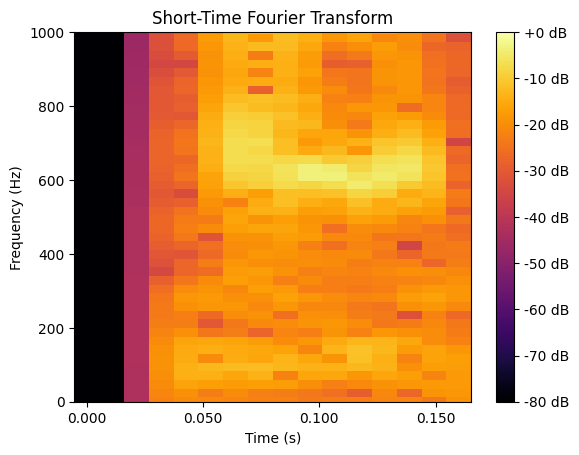 Short-Time Fourier Transform
1000
800
600
400
200
0
Frequency (Hz)
0.000
0.050
0.100
0.150
Time (s)
+0 dB
-10 dB
-20 dB
-30 dB
-40 dB
-50 dB
-60 dB
-70 dB
-80 dB